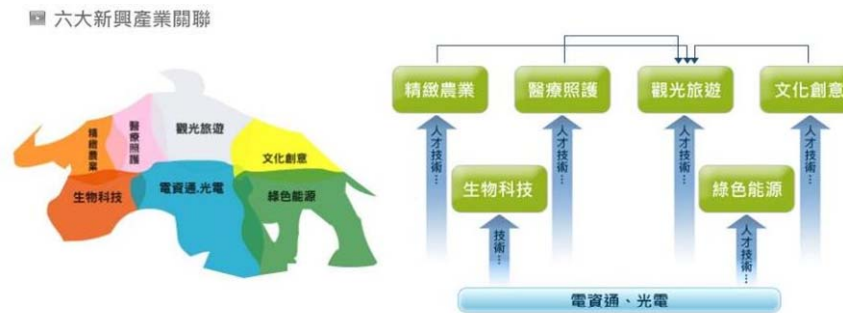 六大新興產業關聯
精緻農業
醫療照護
觀光旅遊
文化創意
生物科技
電資通.光電
綠色能源
精緻農業
醫療照護
觀光旅遊
文化創意
人才技術…
人才技術…
人才技術…
人才技術…
生物科技
綠色能源
技術…
人才技術…
電資通、光電